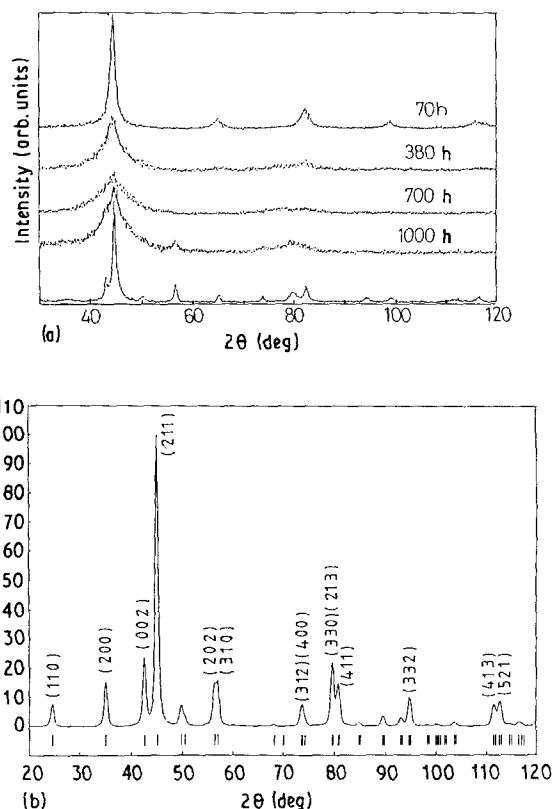 Intensity (arb. units)
70h
380 h
700 h
1000 h
40 60 80 100 120
(a)
2θ (deg)
110
100
90
80
70
60
50
40
30
20
10
0
(110)
(200)
(002)
(211)
(202)
(310)
(312)(400)
(330)(213)
(411)
(332)
(413)
(521)
20 30 40 50 60 70 80 90 100 110 120
(b)
2θ (deg)